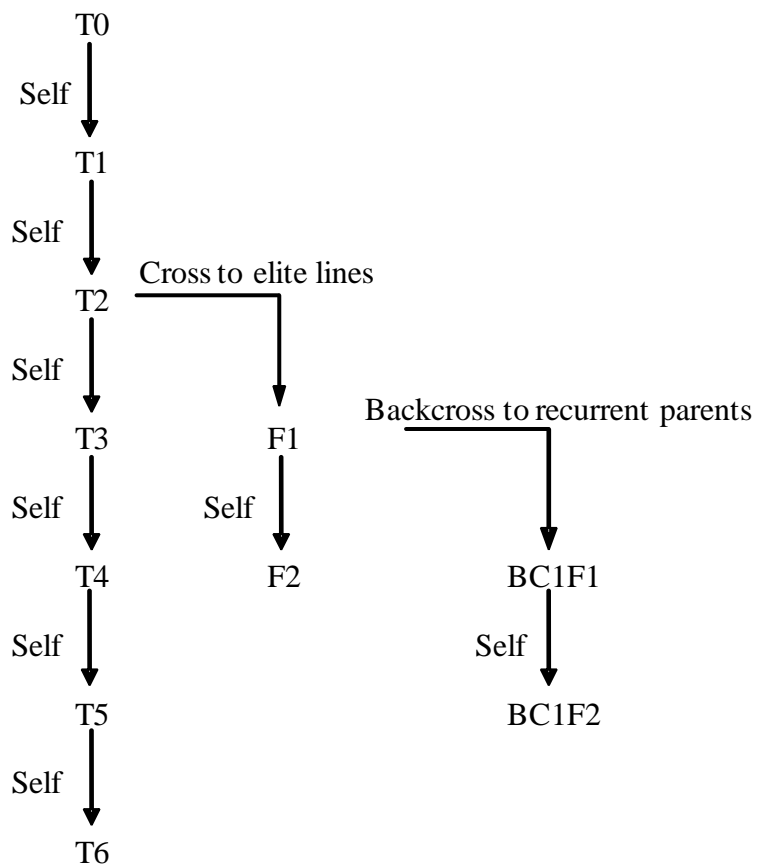 T0
Self
T1
Self
Cross to elite lines
T2
Self
Backcross to recurrent parents
T3 F1
Self Self
T4 F2 BC1F1
Self Self
T5 BC1F2
Self
T6